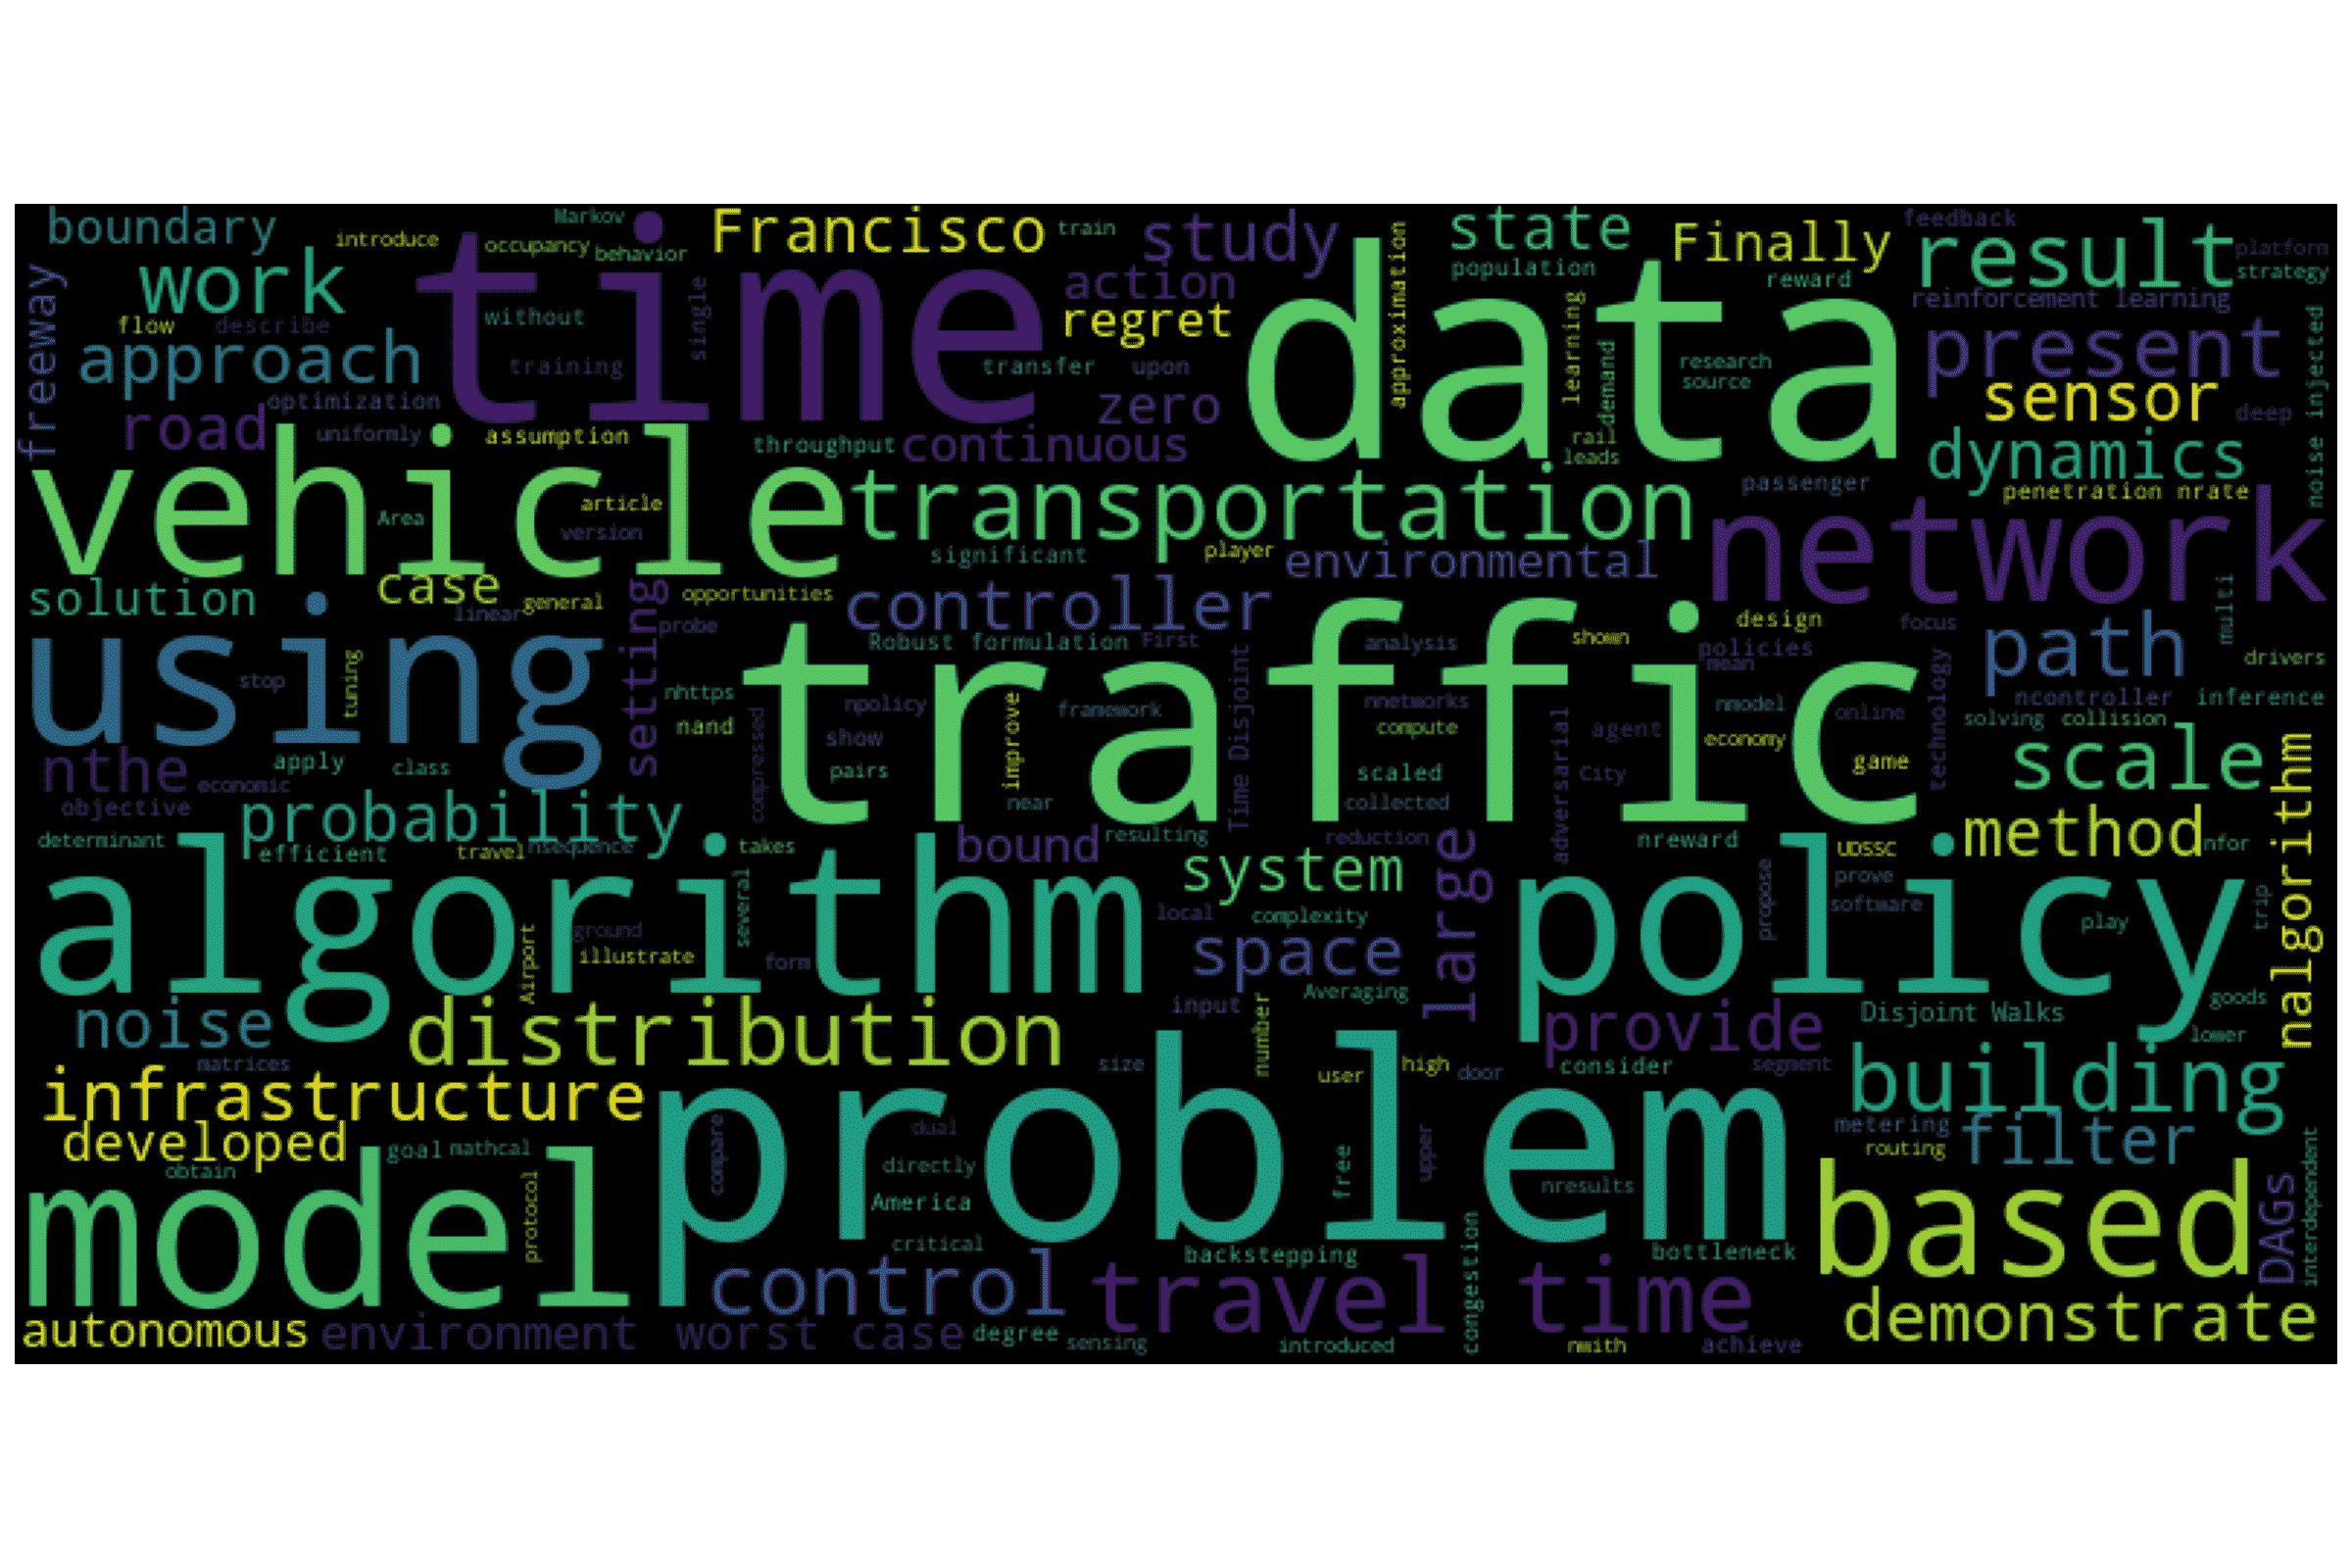 boundary
introduce
Markov
occupancy
behavior
Francisco
train
study
state
Finally
feedback
result
platform
strategy
work
time
single
action
population
reward
reinforcement learning
freeway
flow
describe
without
regret
data
approximation
learning
demand
research
source
present
noise injected
approach
training
transfer
upon
sensor
deep
road
optimization
uniformly
assumption
throughput
zero
continuous
rail
leads
dynamics
vehicle
Area
article
version
transportation
passenger
penetration nrate
network
significant
player
environmental
solution
case
linear
general
opportunities
controller
design
focus
multi
using
stop
tuning
setting
probe
Robust formulation
First
Time Disjoint
analysis
shown
policies
mean
technology
path
drivers
nhttps
nand
traffic
npolicy
framework
nnetworks
nmodel
online
ncontroller
inference
nthe
apply
class
compressed
show
improve
compute
adversarial
agent
economy
solving
collision
objective
economic
pairs
near
scaled
City
game
scale
nalgorithm
probability
collected
determinant
efficient
travel
nsequence
takes
bound
resulting
reduction
large
nreward
UDSSC
method
nfor
algorithm
several
system
policy
propose
prove
software
play
trip
Airport
ground
illustrate
form
local
complexity
space
noise
distribution
input
Averaging
number
provide
Disjoint Walks
goods
lower
matrices
size
user
high
door
consider
segment
building
infrastructure
problem
developed
goal
mathcal
compare
dual
free
upper
metering
filter
interdependent
obtain
protocol
directly
routing
model
America
nresults
based
DAGs
critical
backstepping
congestion
bottleneck
control
travel time
demonstrate
autonomous
environment
worst case
degree
sensing
introduced
nwith
achieve